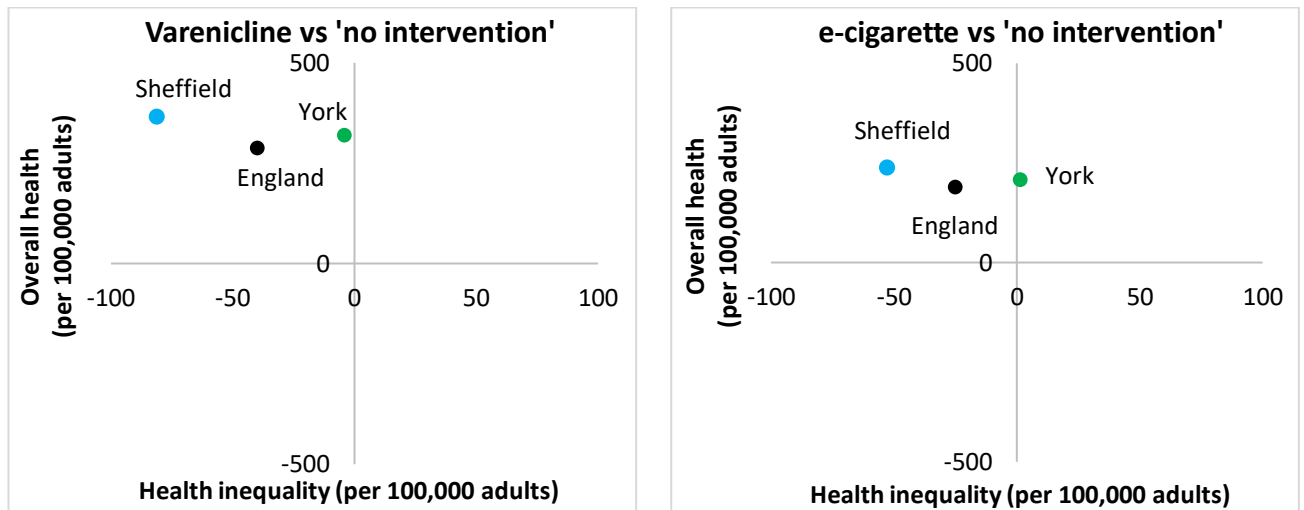 Varenicline vs 'no intervention'
500
Sheffield
York
England
Overall health
(per 100,000 adults)
0
-100
-50
0
50
100
-500
Health inequality (per 100,000 adults)
e-cigarette vs 'no intervention'
500
Sheffield
York
England
Overall health
(per 100,000 adults)
0
-100
-50
0
50
100
-500
Health inequality (per 100,000 adults)